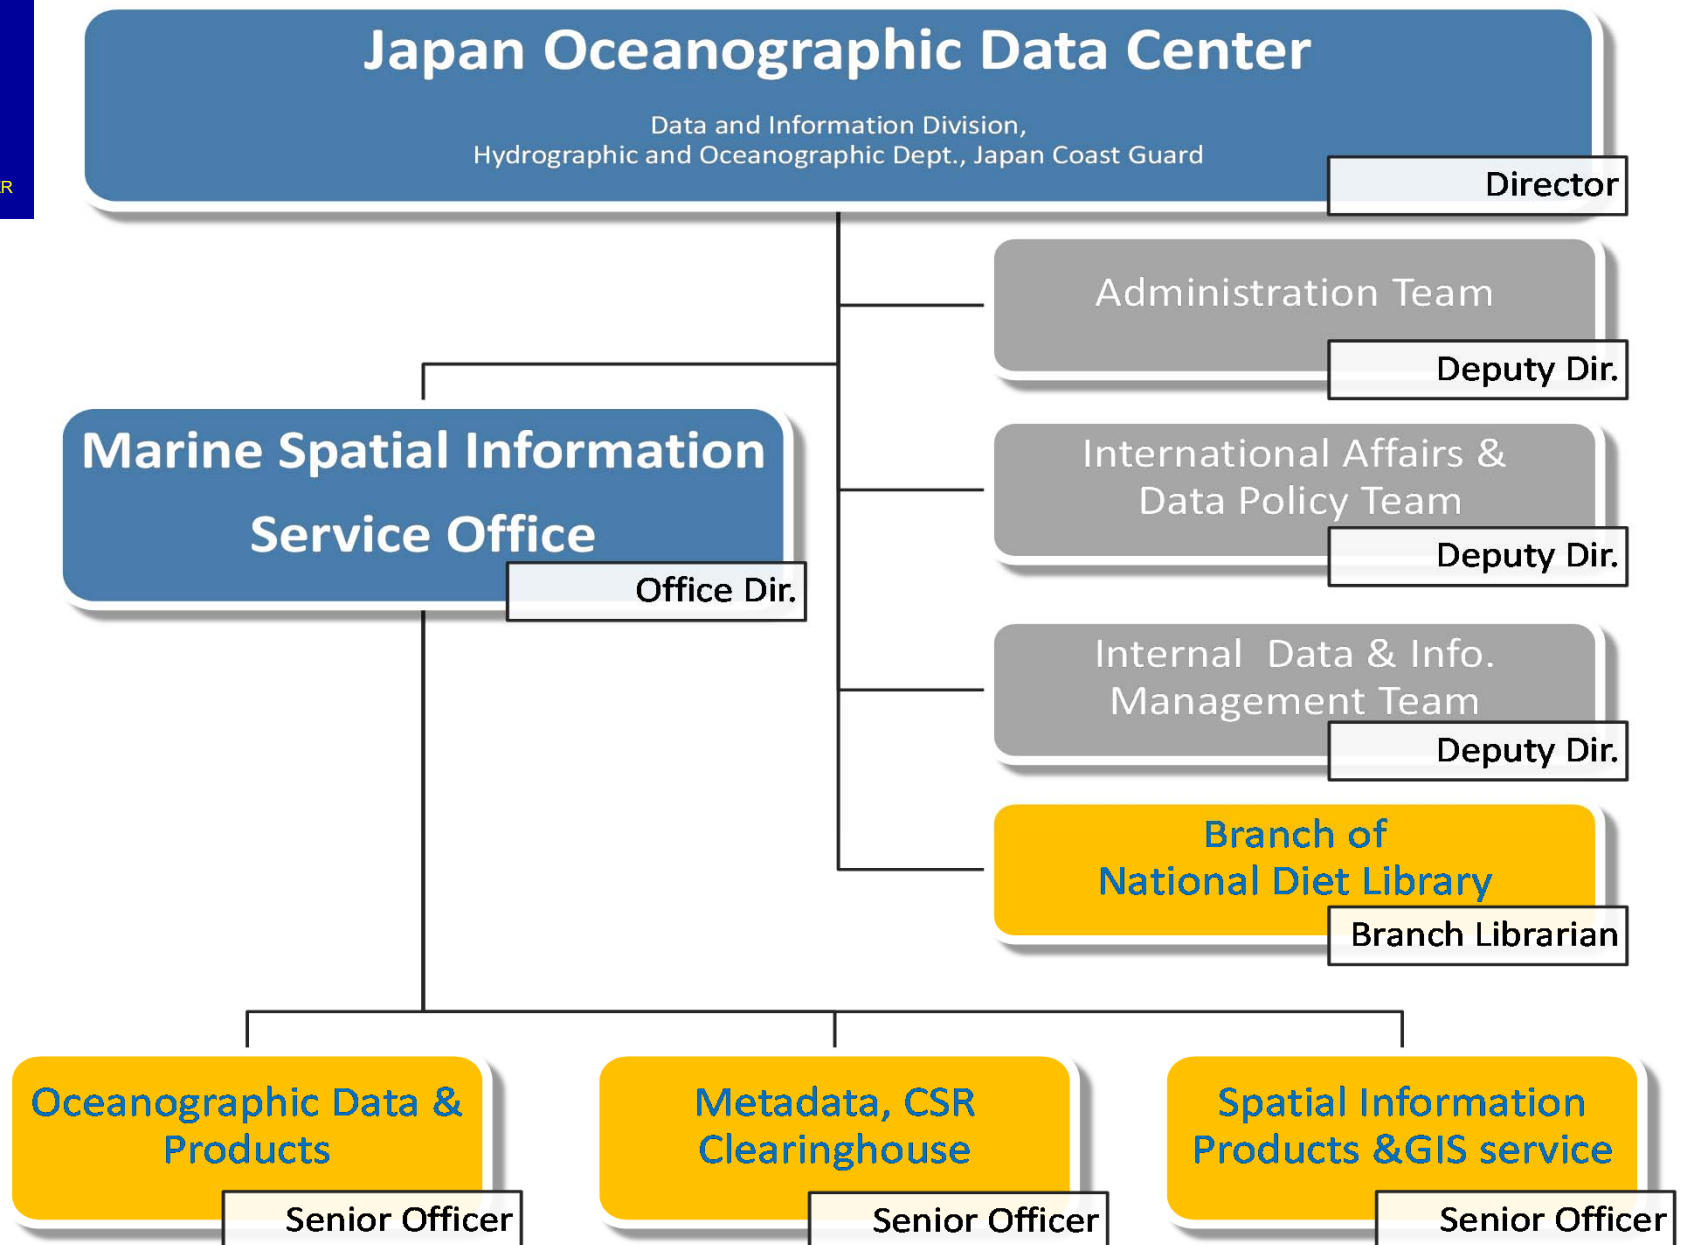 Japan Oceanographic Data Center
Data and Information Division,
Hydrographic and Oceanographic Dept., Japan Coast Guard
Director
Administration Team
Deputy Dir.
Marine Spatial Information
Service Office
Office Dir.
International Affairs &
Data Policy Team
Deputy Dir.
Internal Data & Info.
Management Team
Deputy Dir.
Branch of
National Diet Library
Branch Librarian
Oceanographic Data &
Products
Senior Officer
Metadata, CSR
Clearinghouse
Senior Officer
Spatial Information
Products &GIS service
Senior Officer